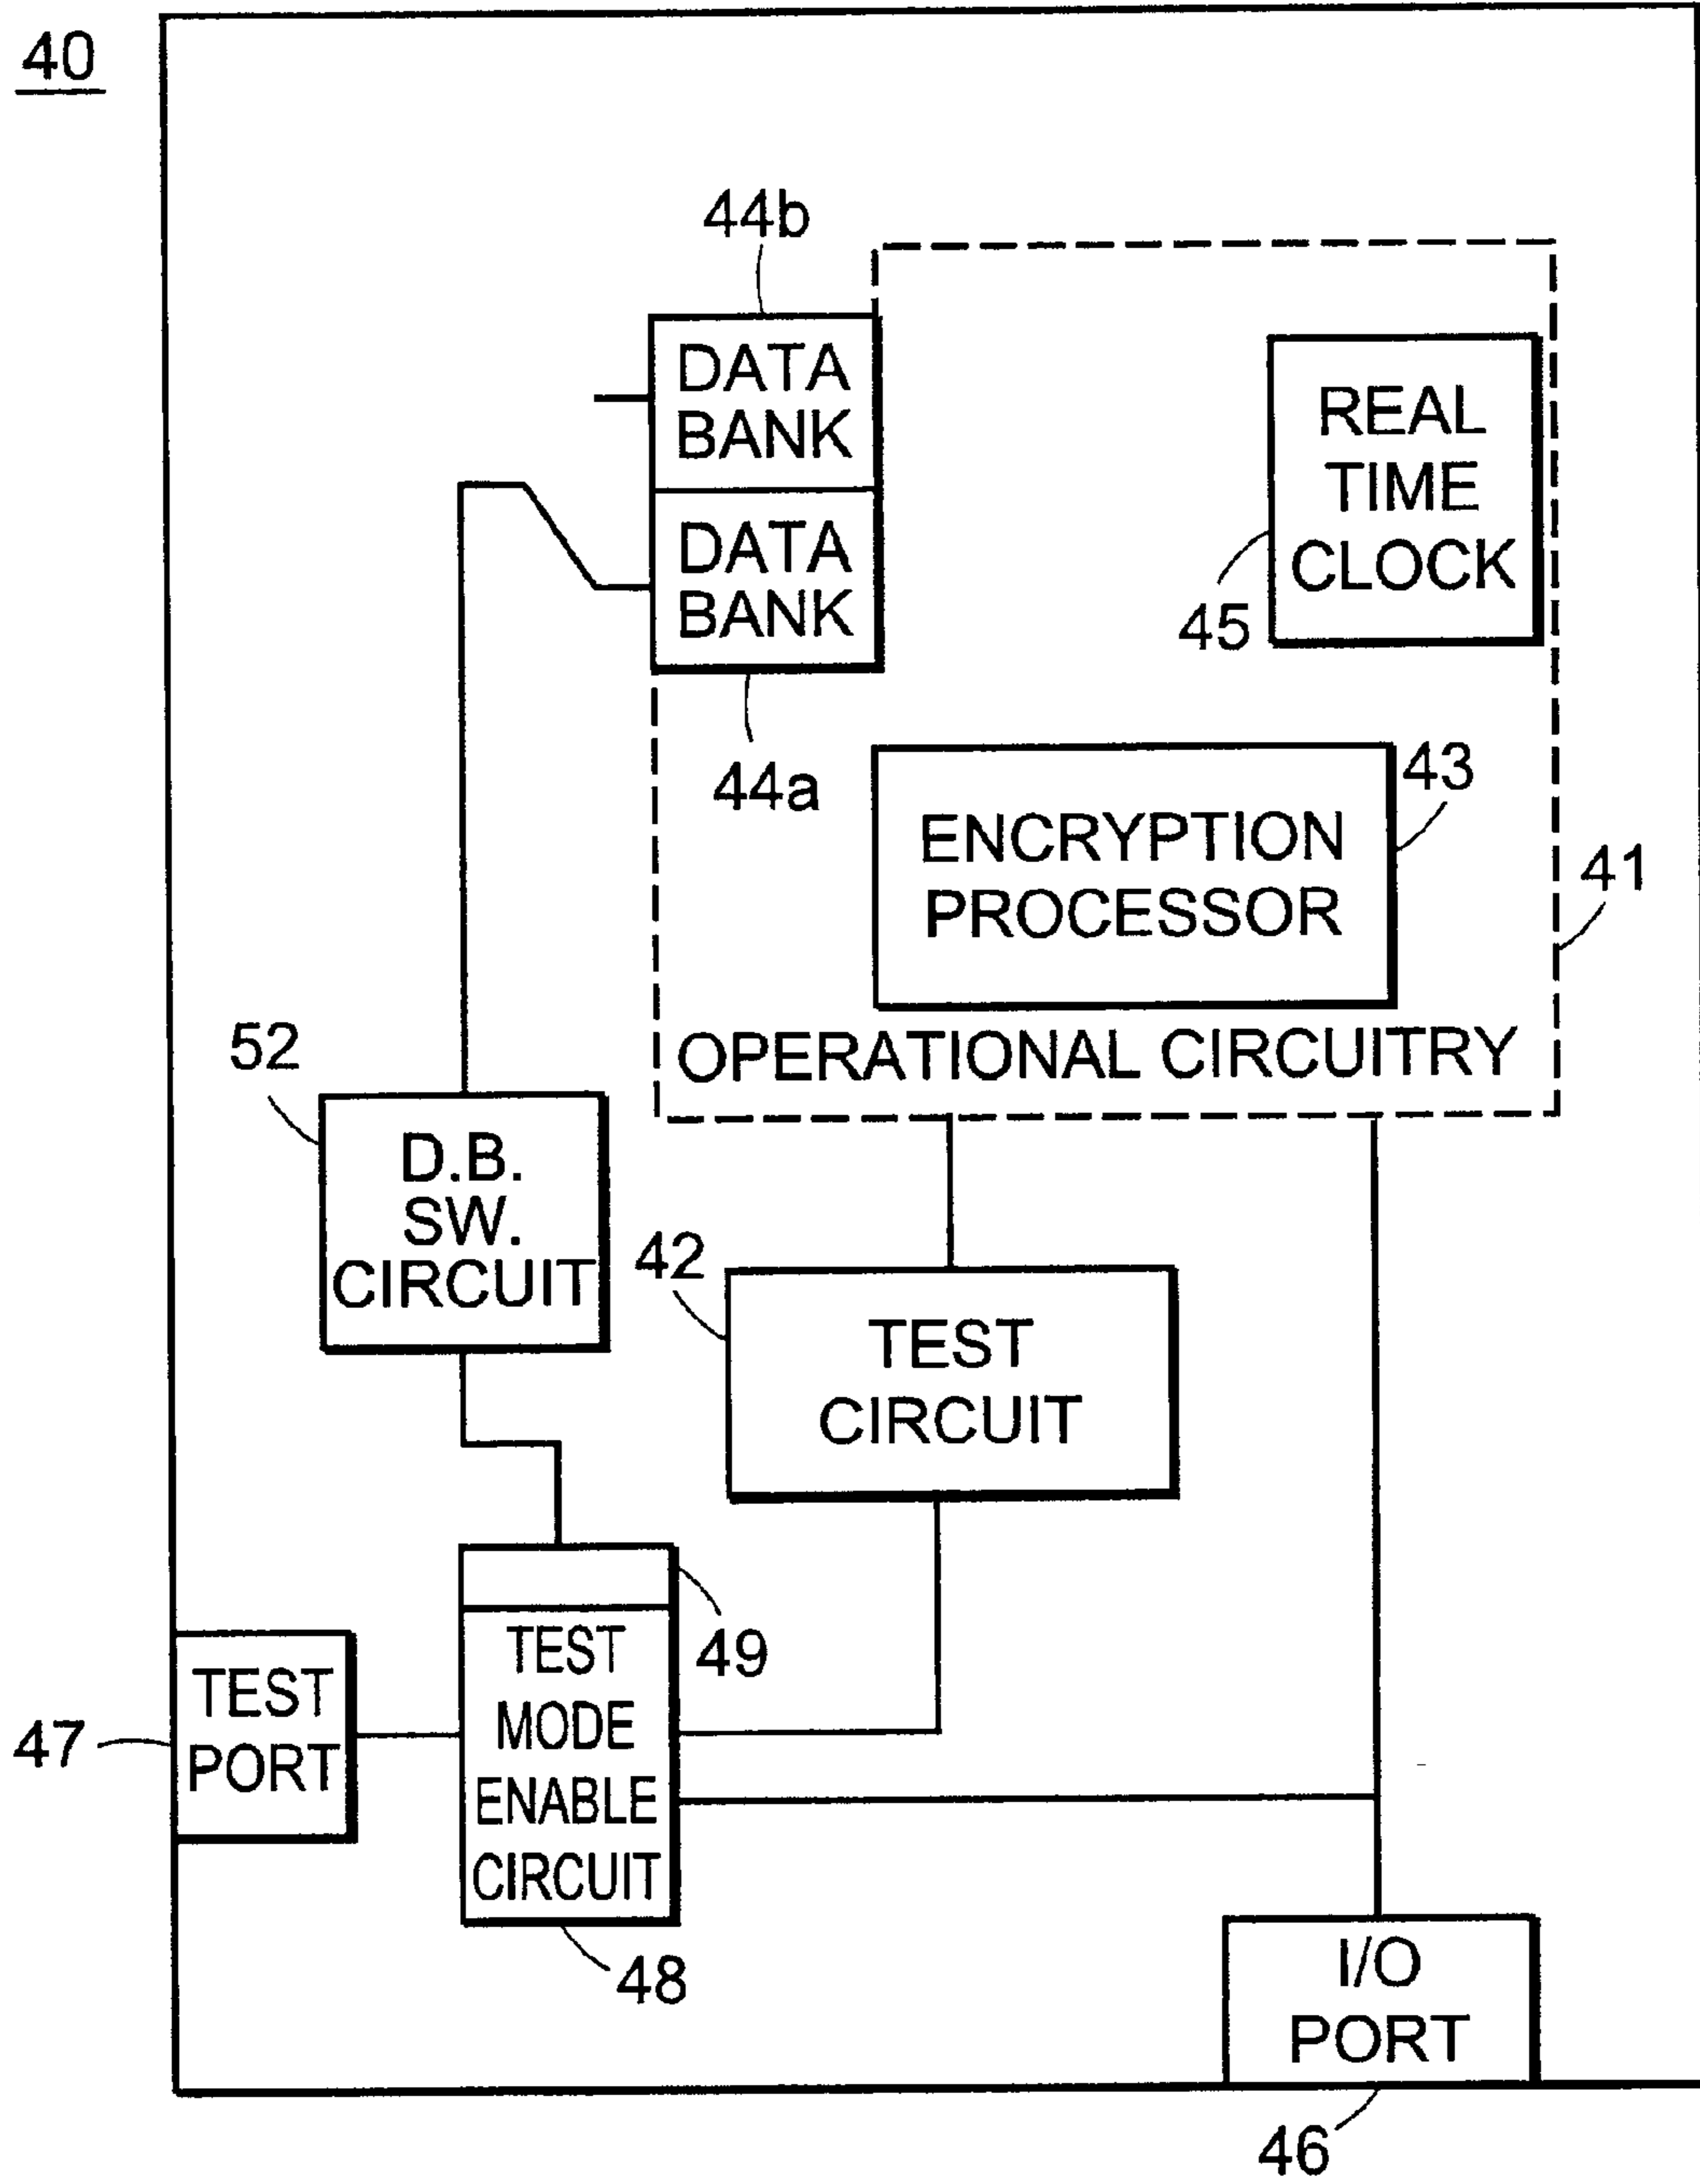 40
44b
DATA
BANK
DATA
BANK
44a
REAL
TIME
CLOCK
45
43
ENCRYPTION
PROCESSOR
41
OPERATIONAL CIRCUITRY
52
D.B.
SW.
CIRCUIT
42
TEST
CIRCUIT
49
TEST
MODE
ENABLE
CIRCUIT
48
TEST
PORT
47
I/O
PORT
46